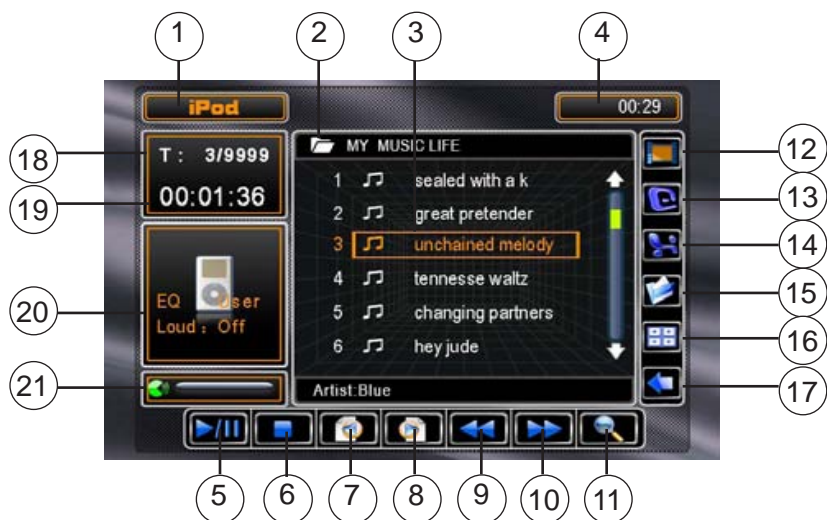 1 2 3 4
iPod 00:29
18 T : 3/9999
19 00:01:36
MY MUSIC LIFE
1 sealed with a k
2 great pretender
3 unchained melody
4 tennesse waltz
5 changing partners
6 hey jude
Artist:Blue
20 EQ User
Loud : Off
21
12
13
14
15
16
17
5 6 7 8 9 10 11